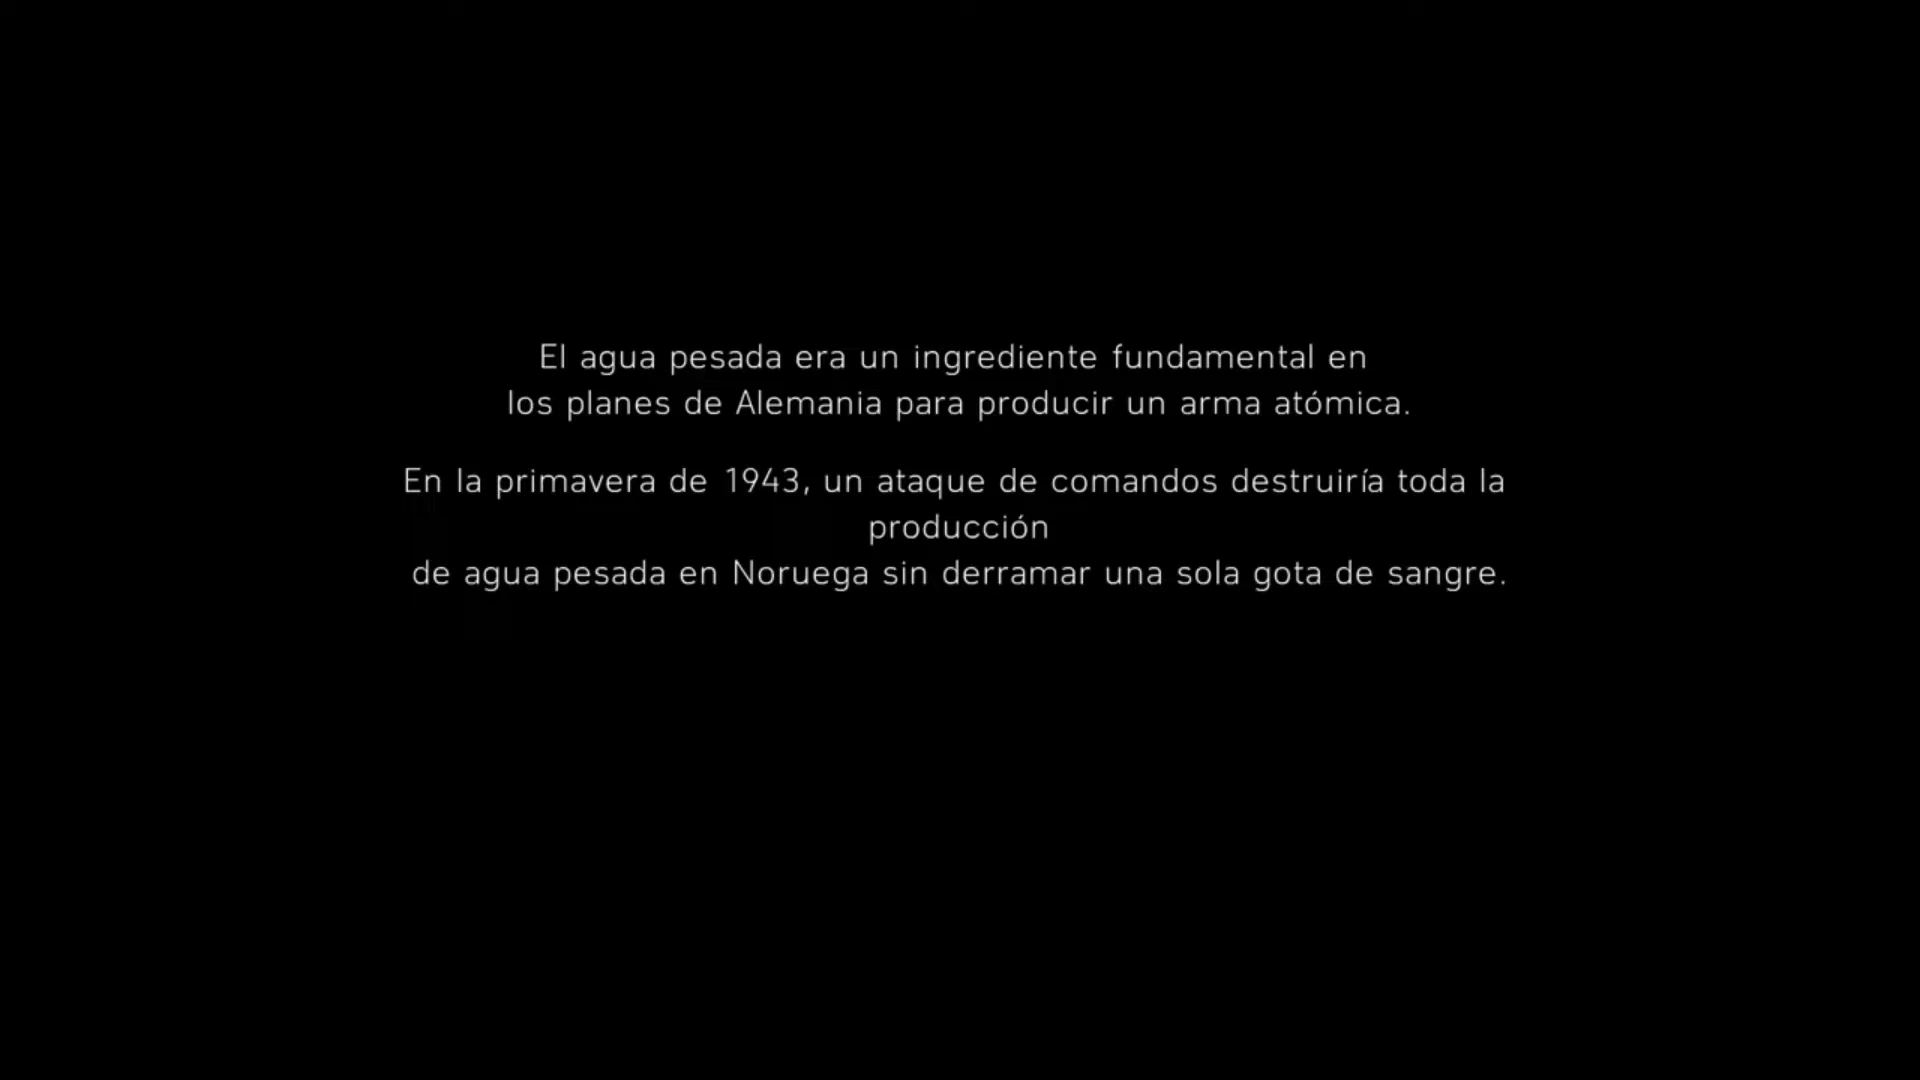 El agua pesada era un ingrediente fundamental en
los planes de Alemania para producir un arma atómica.
En la primavera de 1943, un ataque de comandos destruiría toda la
producción
de agua pesada en Noruega sin derramar una sola gota de sangre.